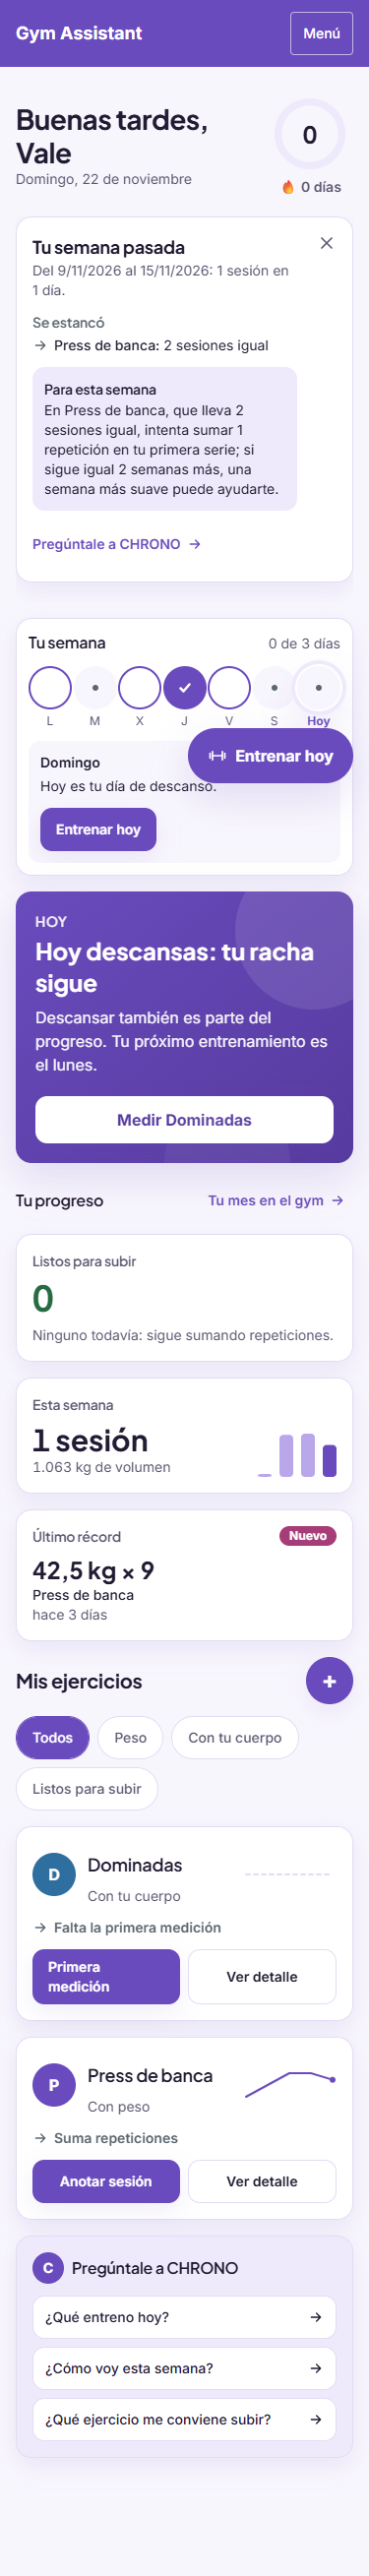 Gym Assistant
Menú
Buenas tardes,
Vale
Domingo, 22 de noviembre
0
🔥 0 días
Tu semana pasada
Del 9/11/2026 al 15/11/2026: 1 sesión en
1 día.
Se estancó
→ Press de banca: 2 sesiones igual
Para esta semana
En Press de banca, que lleva 2
sesiones igual, intenta sumar 1
repetición en tu primera serie; si
sigue igual 2 semanas más, una
semana más suave puede ayudarte.
Pregúntale a CHRONO →
Tu semana
0 de 3 días
L M X J V S Hoy
Entrenar hoy
Domingo
Hoy es tu día de descanso.
Entrenar hoy
HOY
Hoy descansas: tu racha
sigue
Descansar también es parte del
progreso. Tu próximo entrenamiento es
el lunes.
Medir Dominadas
Tu progreso
Tu mes en el gym →
Listos para subir
0
Ninguno todavía: sigue sumando repeticiones.
Esta semana
1 sesión
1.063 kg de volumen
Último récord
Nuevo
42,5 kg × 9
Press de banca
hace 3 días
Mis ejercicios
+
Todos
Peso
Con tu cuerpo
Listos para subir
D
Dominadas
Con tu cuerpo
→ Falta la primera medición
Primera
medición
Ver detalle
P
Press de banca
Con peso
→ Suma repeticiones
Anotar sesión
Ver detalle
C
Pregúntale a CHRONO
¿Qué entreno hoy? →
¿Cómo voy esta semana? →
¿Qué ejercicio me conviene subir? →